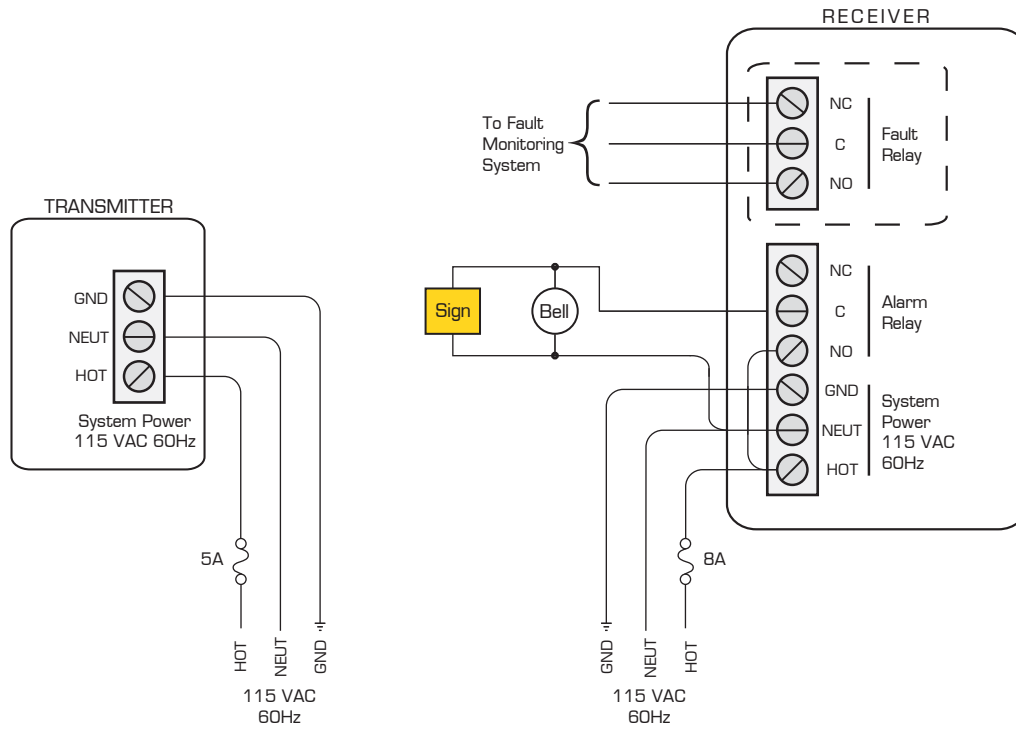 RECEIVER
To Fault
Monitoring
System
NC
C
NO
Fault
Relay
TRANSMITTER
GND
NEUT
HOT
System Power
115 VAC 60Hz
5A
HOT
NEUT
GND
115 VAC
60Hz
Sign
Bell
NC
C
NO
Alarm
Relay
GND
NEUT
HOT
System
Power
115 VAC
60Hz
8A
GND
NEUT
HOT
115 VAC
60Hz